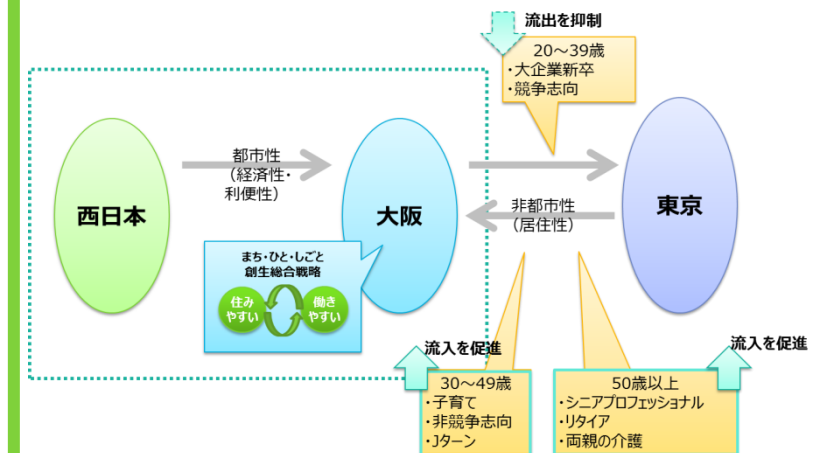 流出を抑制
20～39歳
・大企業新卒
・競争志向
西日本
都市性
（経済性・
利便性）
大阪
非都市性
（居住性）
東京
まち・ひと・しごと
創生総合戦略
住み
やすい
働き
やすい
流入を促進
30～49歳
・子育て
・非競争志向
・Jターン
流入を促進
50歳以上
・シニアプロフェッショナル
・リタイア
・両親の介護